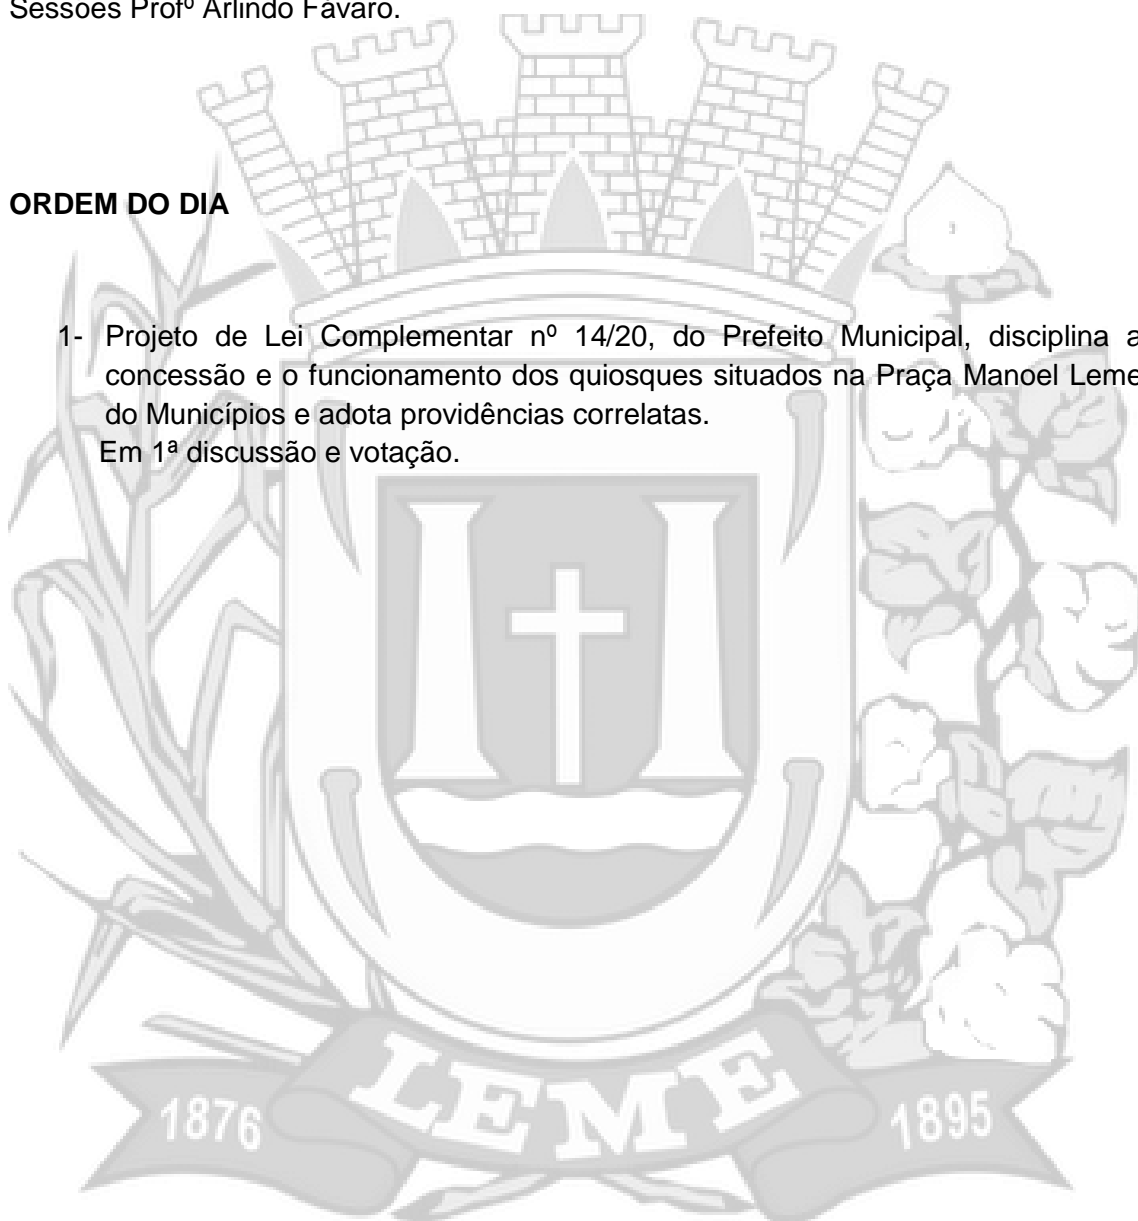 Sessões Profº Arlindo Fávaro.
ORDEM DO DIA
1- Projeto de Lei Complementar nº 14/20, do Prefeito Municipal, disciplina a
concessão e o funcionamento dos quiosques situados na Praça Manoel Leme
do Municípios e adota providências correlatas.
Em 1ª discussão e votação.
1876
LEME
1895